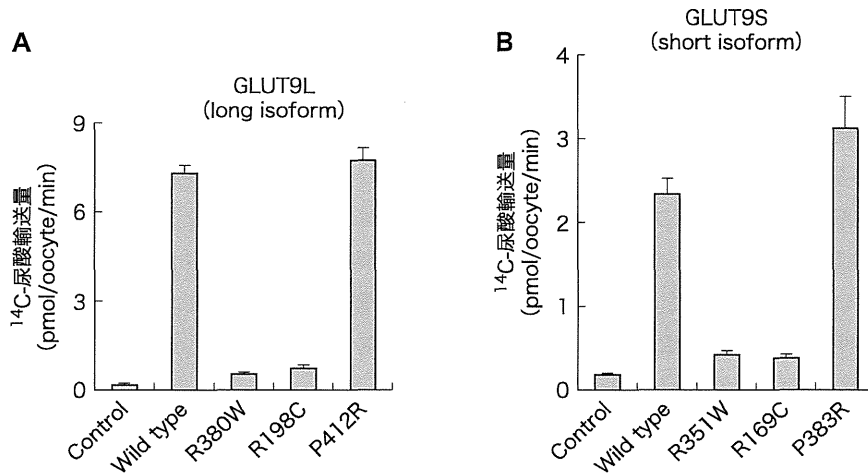 A
GLUT9L
(long isoform)
¹⁴C-尿酸輸送量
(pmol/oocyte/min)
9
6
3
0
Control
Wild type
R380W
R198C
P412R
B
GLUT9S
(short isoform)
¹⁴C-尿酸輸送量
(pmol/oocyte/min)
4
3
2
1
0
Control
Wild type
R351W
R169C
P383R